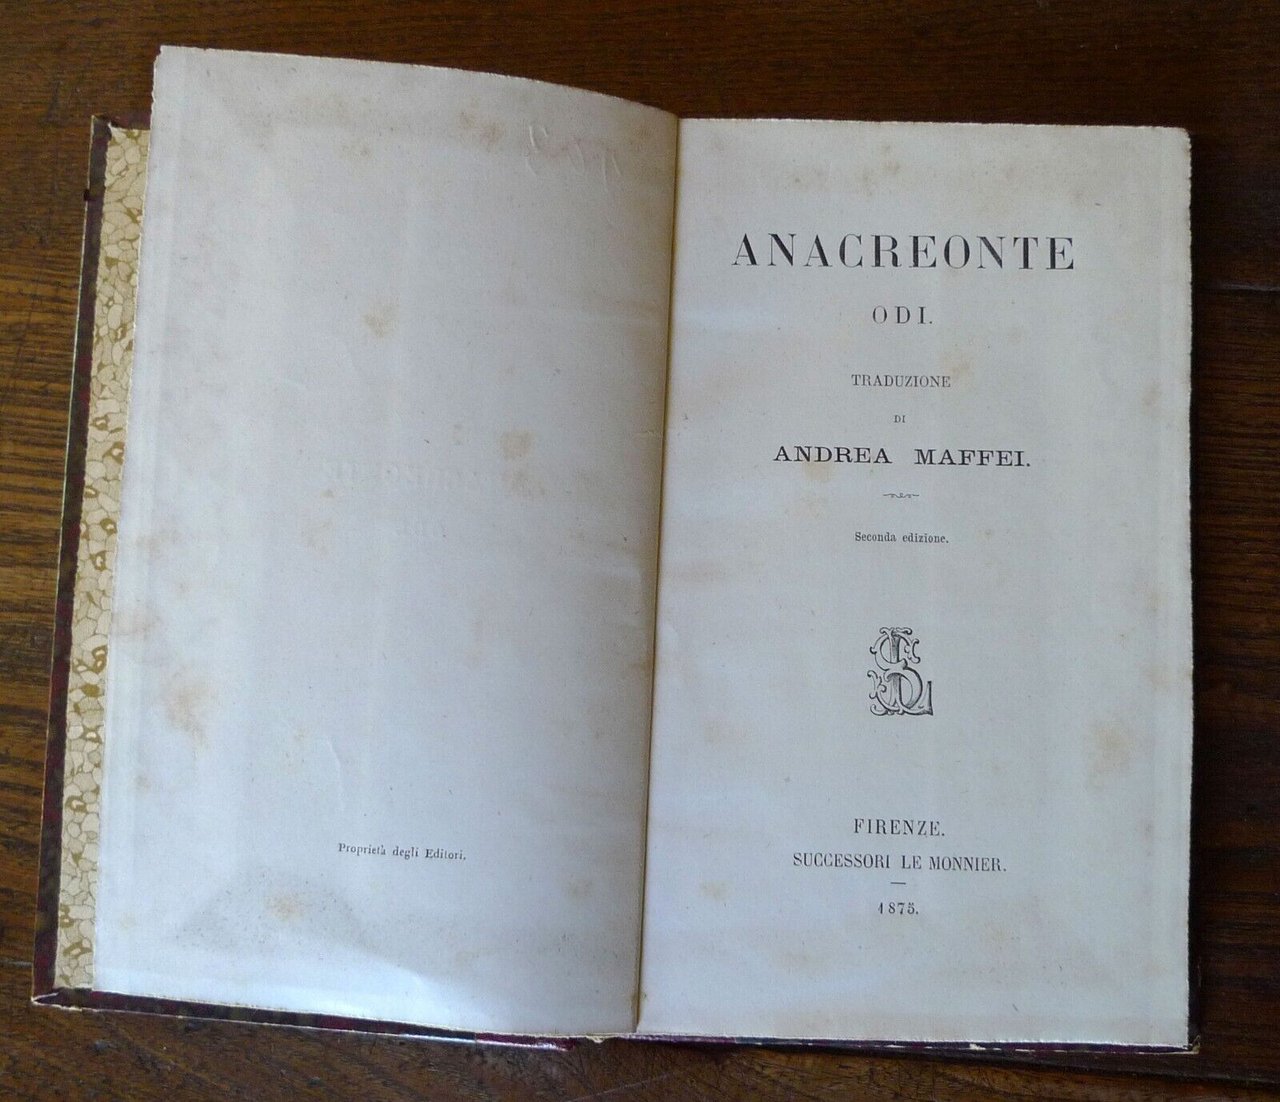 Proprietà degli Editori.
ANACREONTE
ODI.
TRADUZIONE
DI
ANDREA MAFFEI.
Seconda edizione.
FIRENZE.
SUCCESSORI LE MONNIER.
1875.